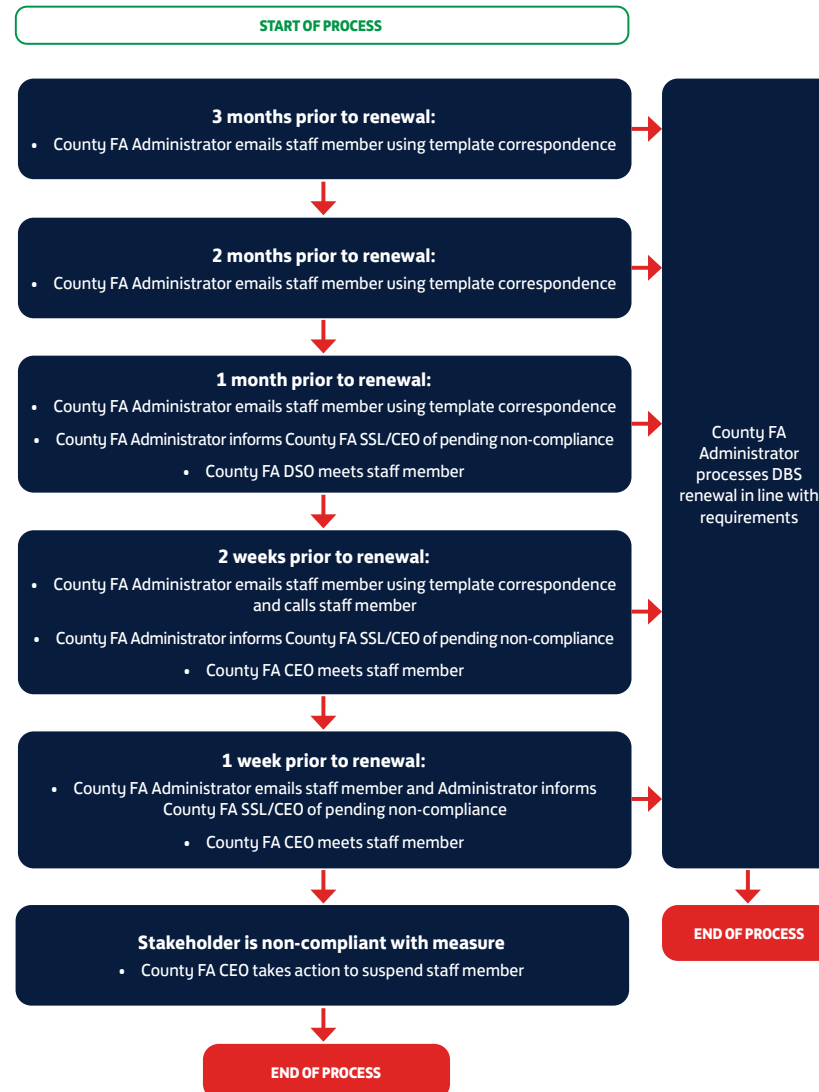 START OF PROCESS
3 months prior to renewal:
• County FA Administrator emails staff member using template correspondence
2 months prior to renewal:
• County FA Administrator emails staff member using template correspondence
1 month prior to renewal:
• County FA Administrator emails staff member using template correspondence
• County FA Administrator informs County FA SSL/CEO of pending non-compliance
• County FA DSO meets staff member
2 weeks prior to renewal:
• County FA Administrator emails staff member using template correspondence
and calls staff member
• County FA Administrator informs County FA SSL/CEO of pending non-compliance
• County FA CEO meets staff member
1 week prior to renewal:
• County FA Administrator emails staff member and Administrator informs
County FA SSL/CEO of pending non-compliance
• County FA CEO meets staff member
Stakeholder is non-compliant with measure
• County FA CEO takes action to suspend staff member
END OF PROCESS
County FA
Administrator
processes DBS
renewal in line with
requirements
END OF PROCESS